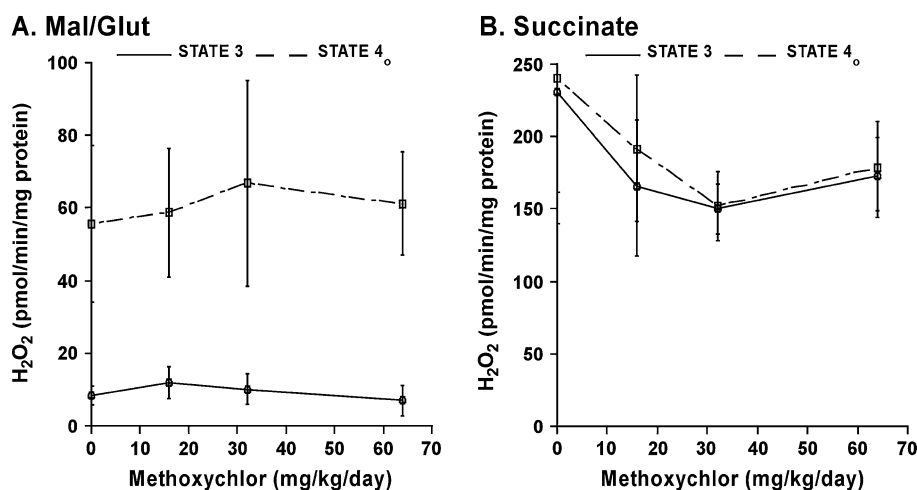 A. Mal/Glut
STATE 3 STATE 4o
100
80
60
40
20
0
H2O2 (pmol/min/mg protein)
0 10 20 30 40 50 60 70
Methoxychlor (mg/kg/day)
B. Succinate
STATE 3 STATE 4o
250
200
150
100
50
0
H2O2 (pmol/min/mg protein)
0 10 20 30 40 50 60 70
Methoxychlor (mg/kg/day)